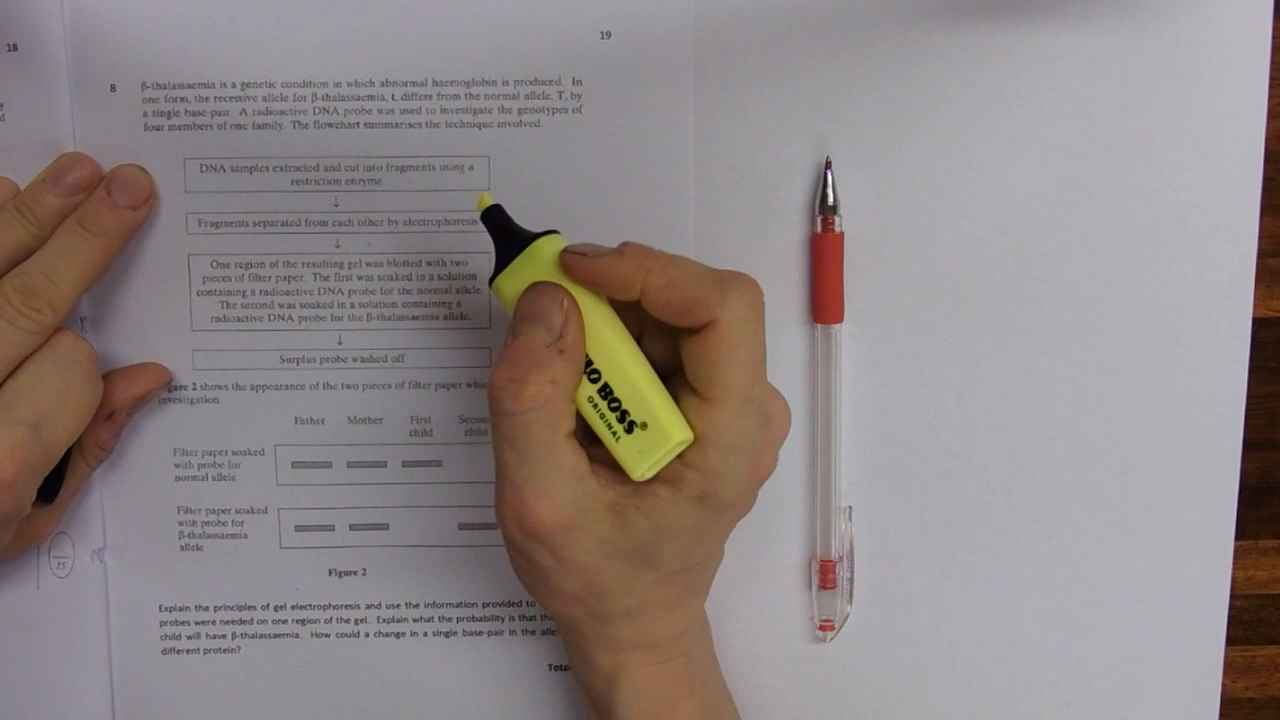 18
19
8 β-thalassaemia is a genetic condition in which abnormal haemoglobin is produced. In
one form, the recessive allele for β-thalassaemia, t, differs from the normal allele, T, by
a single base-pair. A radioactive DNA probe was used to investigate the genotypes of
four members of one family. The flowchart summarises the technique involved.
DNA samples extracted and cut into fragments using a
restriction enzyme
↓
Fragments separated from each other by electrophoresis
↓
One region of the resulting gel was blotted with two
pieces of filter paper. The first was soaked in a solution
containing a radioactive DNA probe for the normal allele.
The second was soaked in a solution containing a
radioactive DNA probe for the β-thalassaemia allele.
↓
Surplus probe washed off
gure 2 shows the appearance of the two pieces of filter paper
investigation.
Father Mother First Secon
child child
Filter paper soaked
with probe for
normal allele
Filter paper soaked
with probe for
β-thalassaemia
allele
Figure 2
Explain the principles of gel electrophoresis and use the information provided to
probes were needed on one region of the gel. Explain what the probability is that
child will have β-thalassaemia. How could a change in a single base-pair in the
different protein?
Tota
15
BOSS®
ORIGINAL